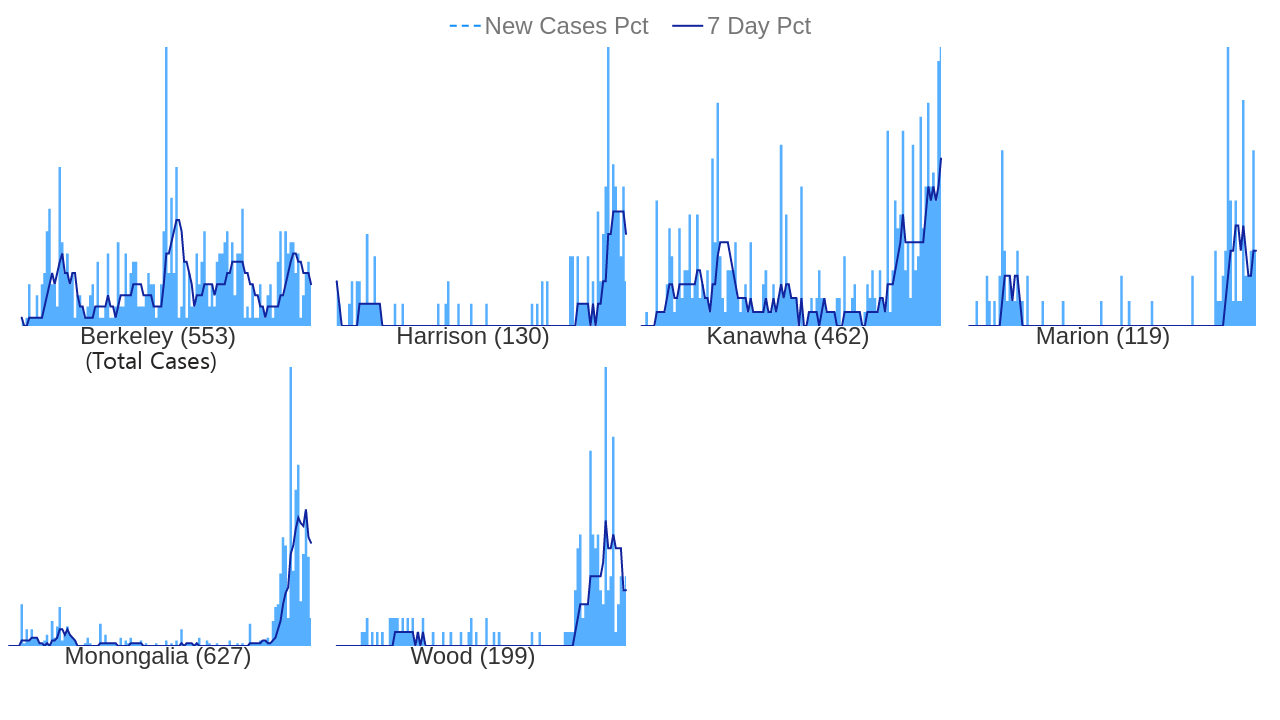 New Cases Pct 7 Day Pct
Berkeley (553) Harrison (130) Kanawna (462) Marion (119)
(Total Cases)
Monongalia (627) Wood (199)